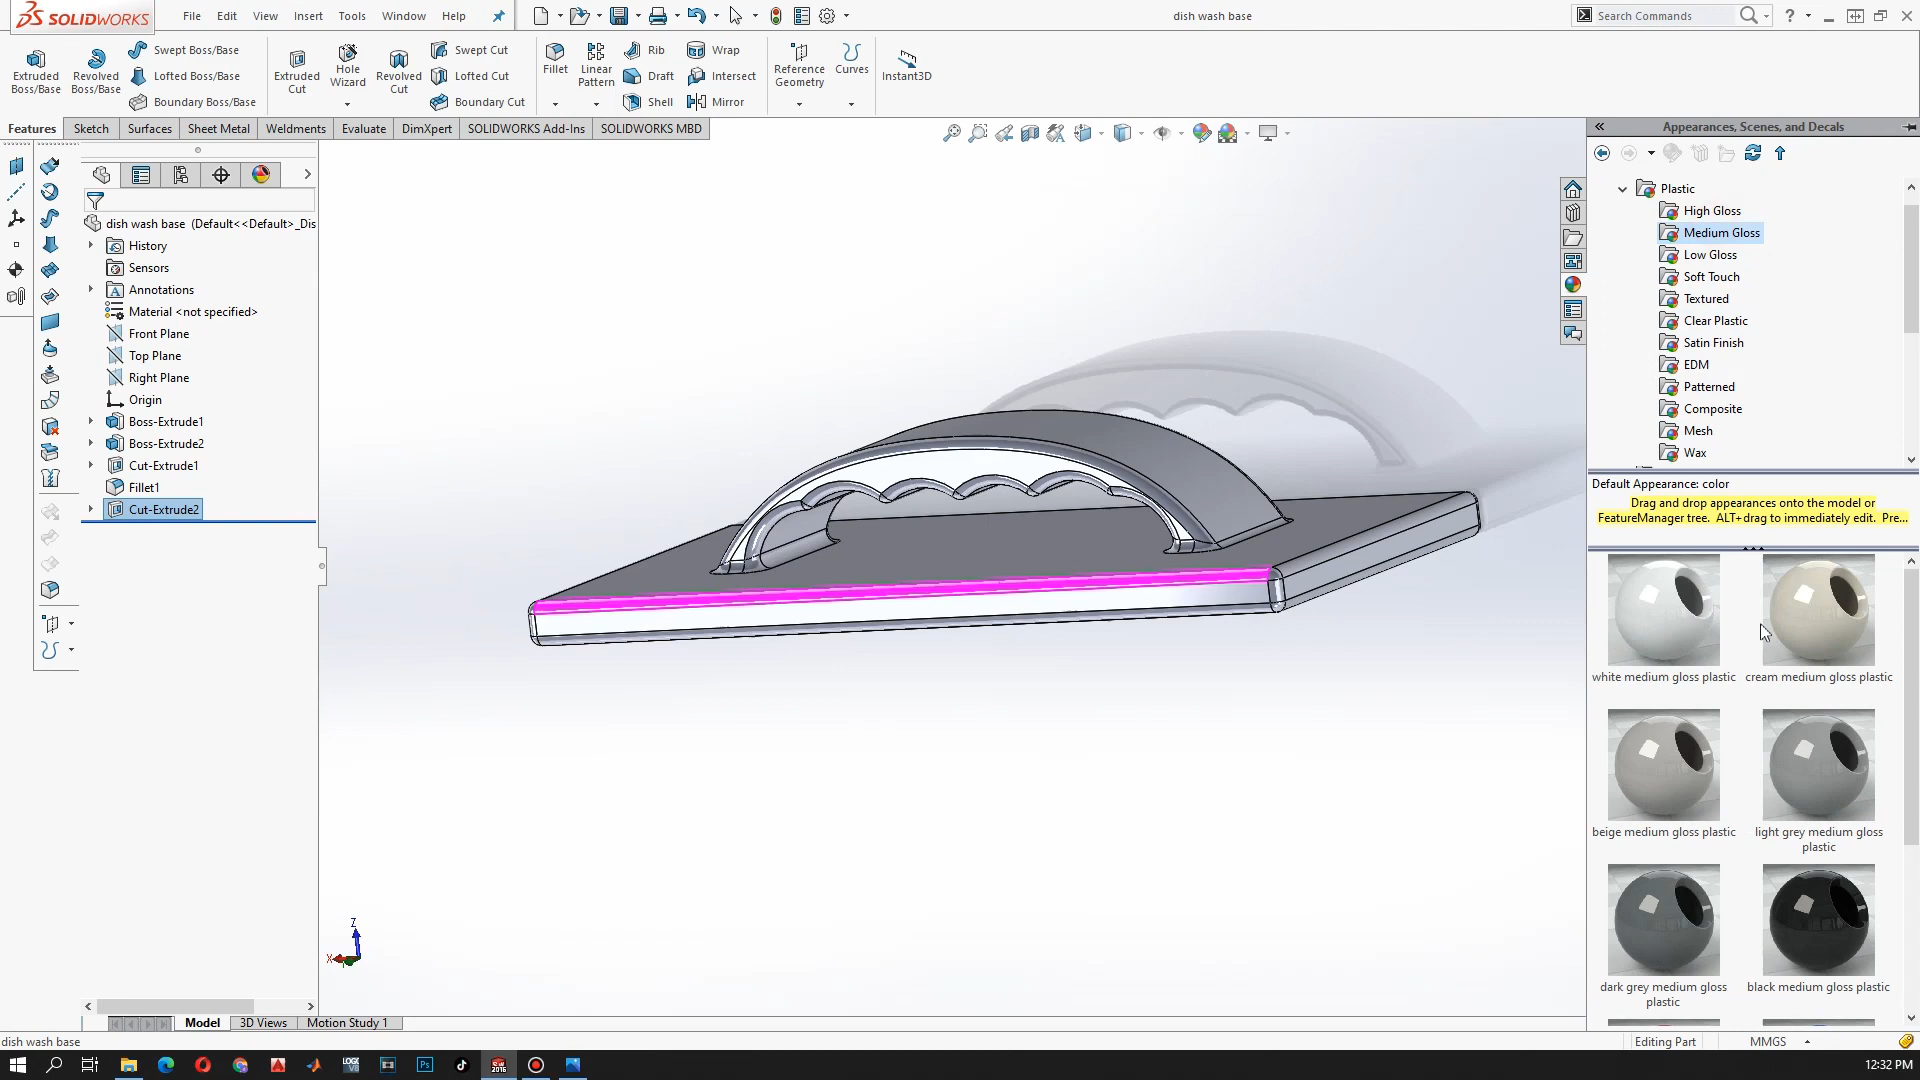 SOLIDWORKS
File
Edit
View
Insert
Tools
Window
Help
dish wash base
Search Commands
Extruded Boss/Base
Revolved Boss/Base
Swept Boss/Base
Lofted Boss/Base
Boundary Boss/Base
Extruded Cut
Hole Wizard
Revolved Cut
Swept Cut
Lofted Cut
Boundary Cut
Fillet
Linear Pattern
Rib
Draft
Shell
Wrap
Intersect
Mirror
Reference Geometry
Curves
Instant3D
Features
Sketch
Surfaces
Sheet Metal
Weldments
Evaluate
DimXpert
SOLIDWORKS Add-Ins
SOLIDWORKS MBD
dish wash base (Default<<Default>_Dis
History
Sensors
Annotations
Material <not specified>
Front Plane
Top Plane
Right Plane
Origin
Boss-Extrude1
Boss-Extrude2
Cut-Extrude1
Fillet1
Cut-Extrude2
Z
X
Appearances, Scenes, and Decals
Plastic
High Gloss
Medium Gloss
Low Gloss
Soft Touch
Textured
Clear Plastic
Satin Finish
EDM
Patterned
Composite
Mesh
Wax
Default Appearance: color
Drag and drop appearances onto the model or
FeatureManager tree. ALT+drag to immediately edit. Pre...
white medium gloss plastic
cream medium gloss plastic
beige medium gloss plastic
light grey medium gloss
plastic
dark grey medium gloss
plastic
black medium gloss plastic
Model
3D Views
Motion Study 1
dish wash base
Editing Part
MMGS
Ps
2016
12:32 PM